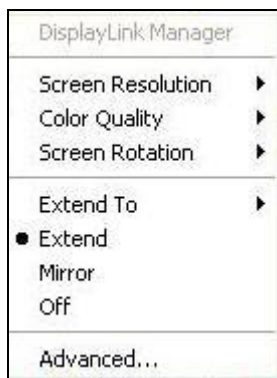 DisplayLink Manager
Screen Resolution
Color Quality
Screen Rotation
Extend To
Extend
Mirror
Off
Advanced...